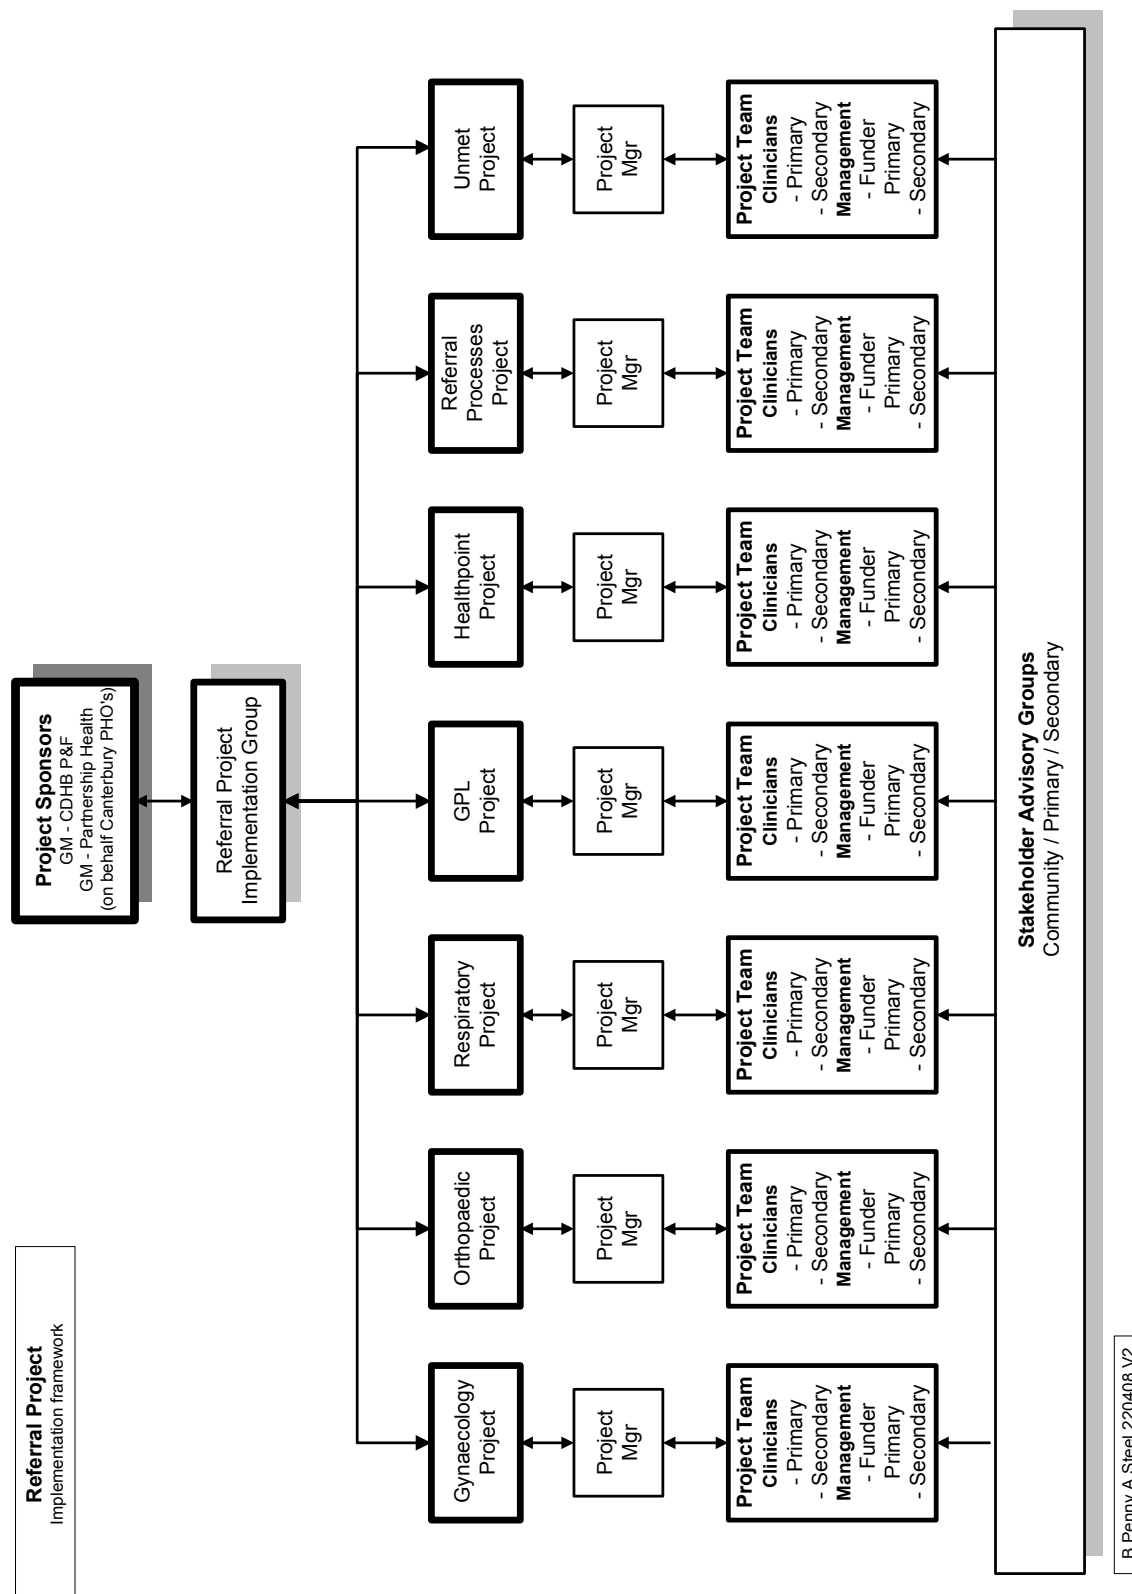 Referral Project
Implementation framework
Project Sponsors
GM - CDHB P&F
GM - Partnership Health
(on behalf Canterbury PHO's)
Referral Project
Implementation Group
Gynaecology
Project
Orthopaedic
Project
Respiratory
Project
GPL
Project
Healthpoint
Project
Referral
Processes
Project
Unmet
Project
Project
Mgr
Project
Mgr
Project
Mgr
Project
Mgr
Project
Mgr
Project
Mgr
Project
Mgr
Project Team
Clinicians
- Primary
- Secondary
Management
- Funder
Primary
- Secondary
Project Team
Clinicians
- Primary
- Secondary
Management
- Funder
Primary
- Secondary
Project Team
Clinicians
- Primary
- Secondary
Management
- Funder
Primary
- Secondary
Project Team
Clinicians
- Primary
- Secondary
Management
- Funder
Primary
- Secondary
Project Team
Clinicians
- Primary
- Secondary
Management
- Funder
Primary
- Secondary
Project Team
Clinicians
- Primary
- Secondary
Management
- Funder
Primary
- Secondary
Project Team
Clinicians
- Primary
- Secondary
Management
- Funder
Primary
- Secondary
Stakeholder Advisory Groups
Community / Primary / Secondary
B Penny A Steel 220408 V2